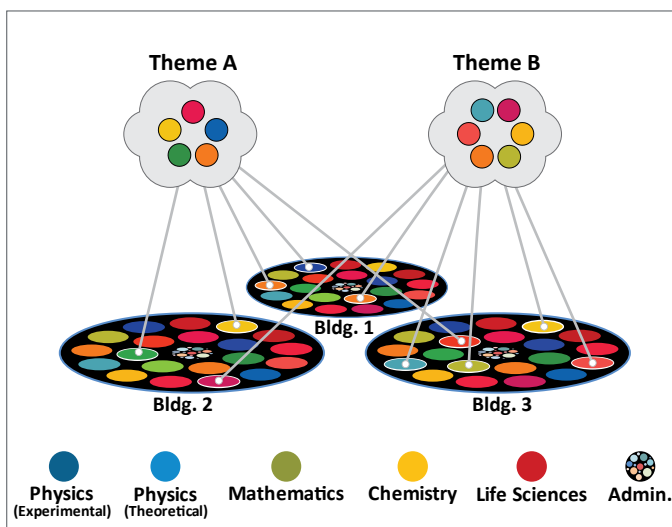 Theme A
Theme B
Bldg. 1
Bldg. 2
Bldg. 3
Physics
(Experimental)
Physics
(Theoretical)
Mathematics
Chemistry
Life Sciences
Admin.